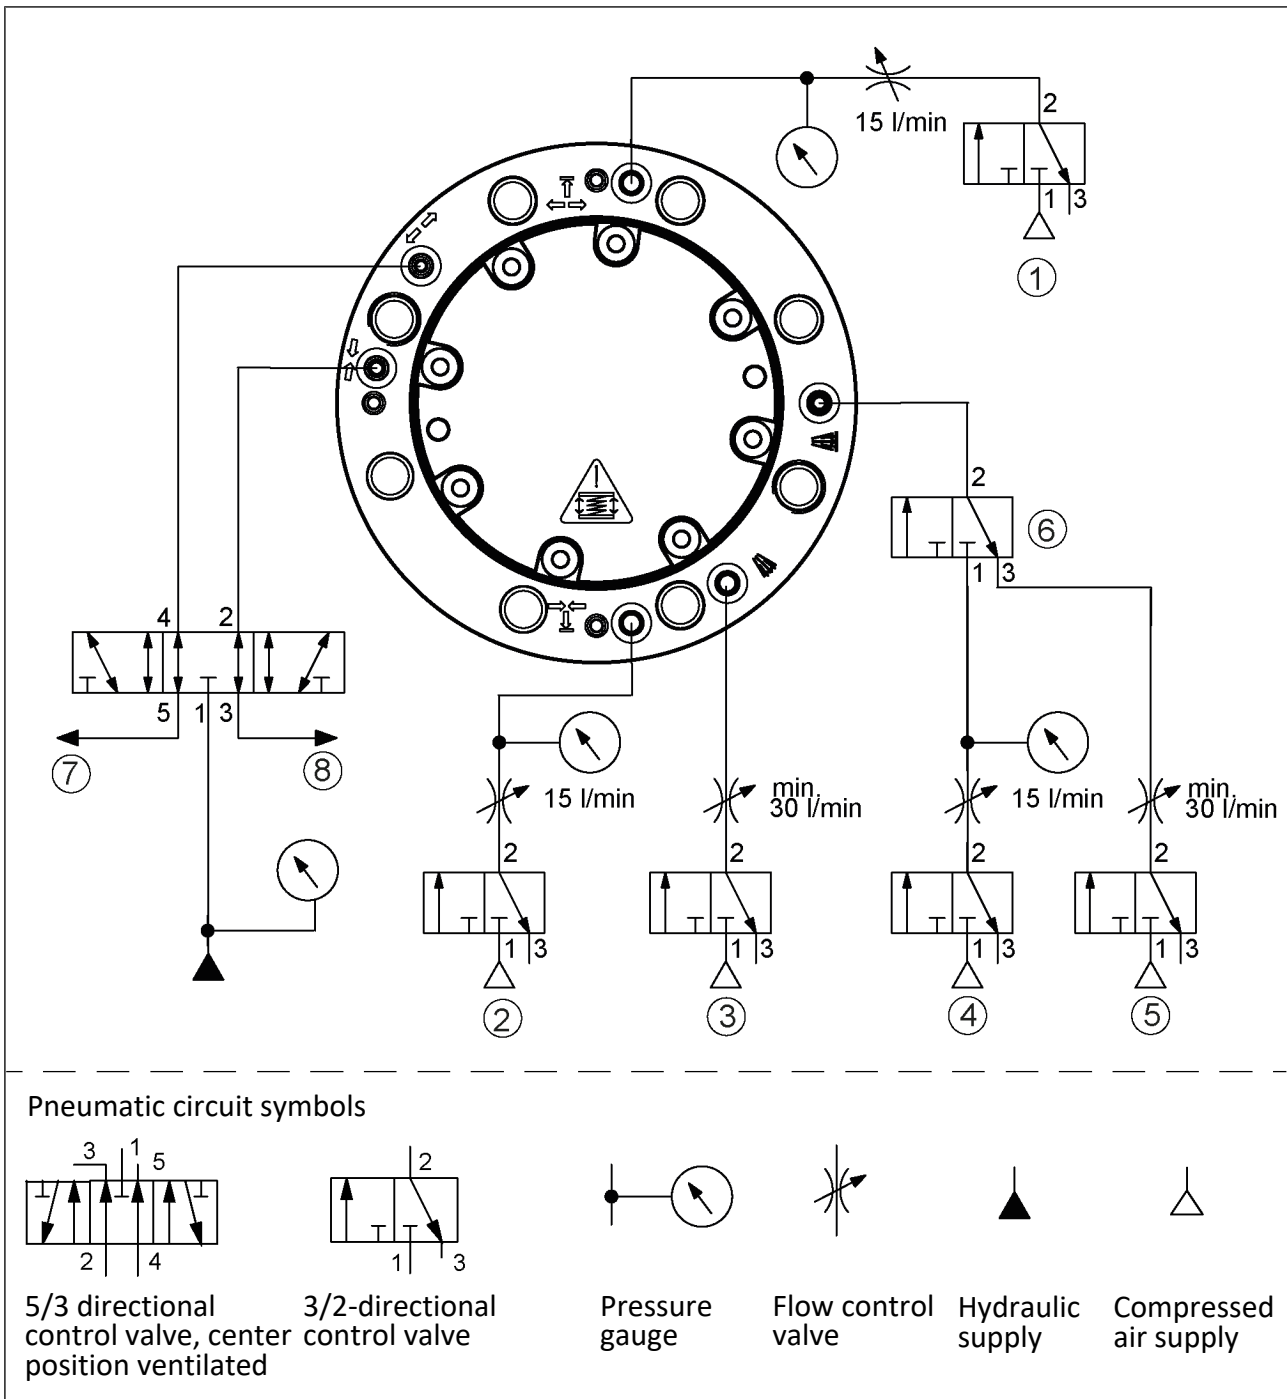 2
15 l/min
1 3
1
2
6
1 3
4 2
5 1 3
7 8
15 l/min
min.
30 l/min
15 l/min
min.
30 l/min
2 2 2 2
1 3 1 3 1 3 1 3
2 3 4 5
Pneumatic circuit symbols
3 1 5
2 4
2
1 3
5/3 directional
control valve, center
position ventilated
3/2-directional
control valve
Pressure
gauge
Flow control
valve
Hydraulic
supply
Compressed
air supply